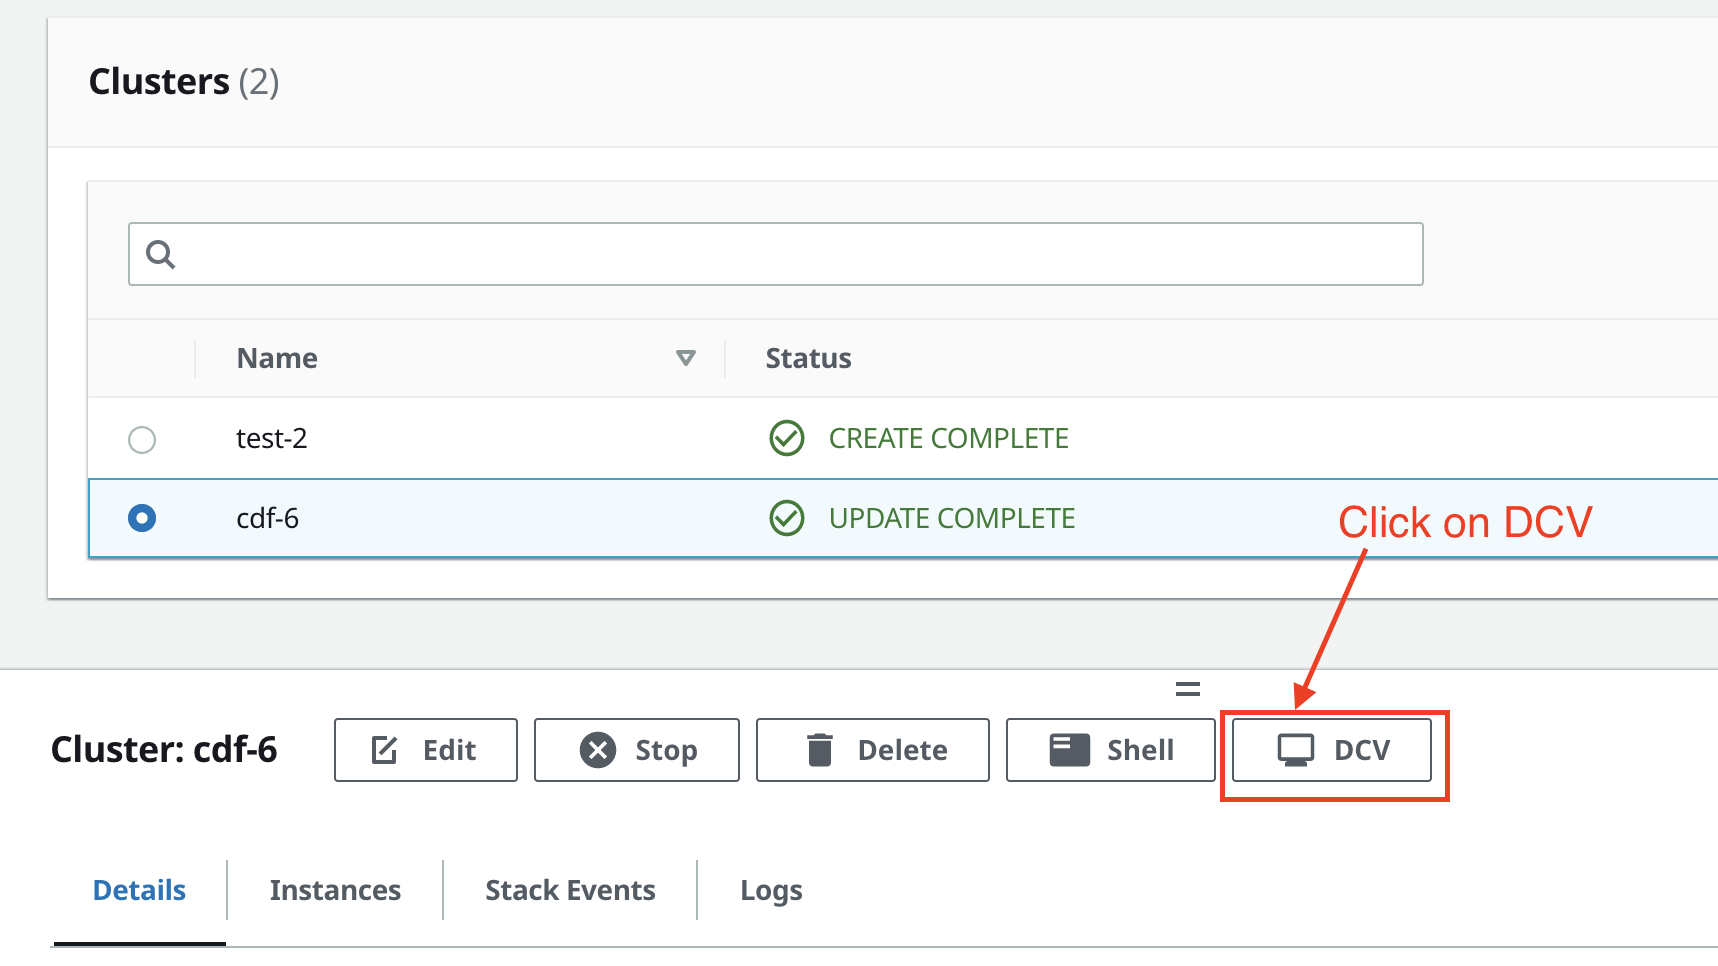 Clusters (2)
Name Status
test-2 CREATE COMPLETE
cdf-6 UPDATE COMPLETE
Click on DCV
Cluster: cdf-6 Edit Stop Delete Shell DCV
Details Instances Stack Events Logs